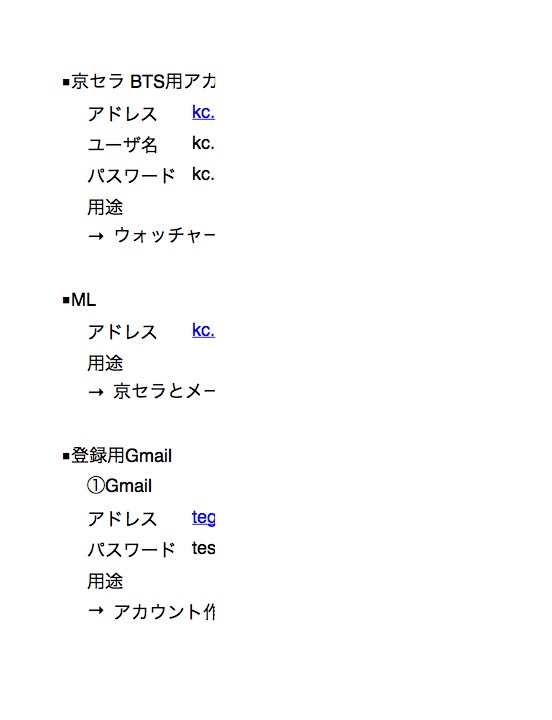 ▪京セラ BTS用アカ
アドレス kc.
ユーザ名 kc.
パスワード kc.
用途
→ ウォッチャー
▪ML
アドレス kc.
用途
→ 京セラとメー
▪登録用Gmail
①Gmail
アドレス teg
パスワード tes
用途
→ アカウント作